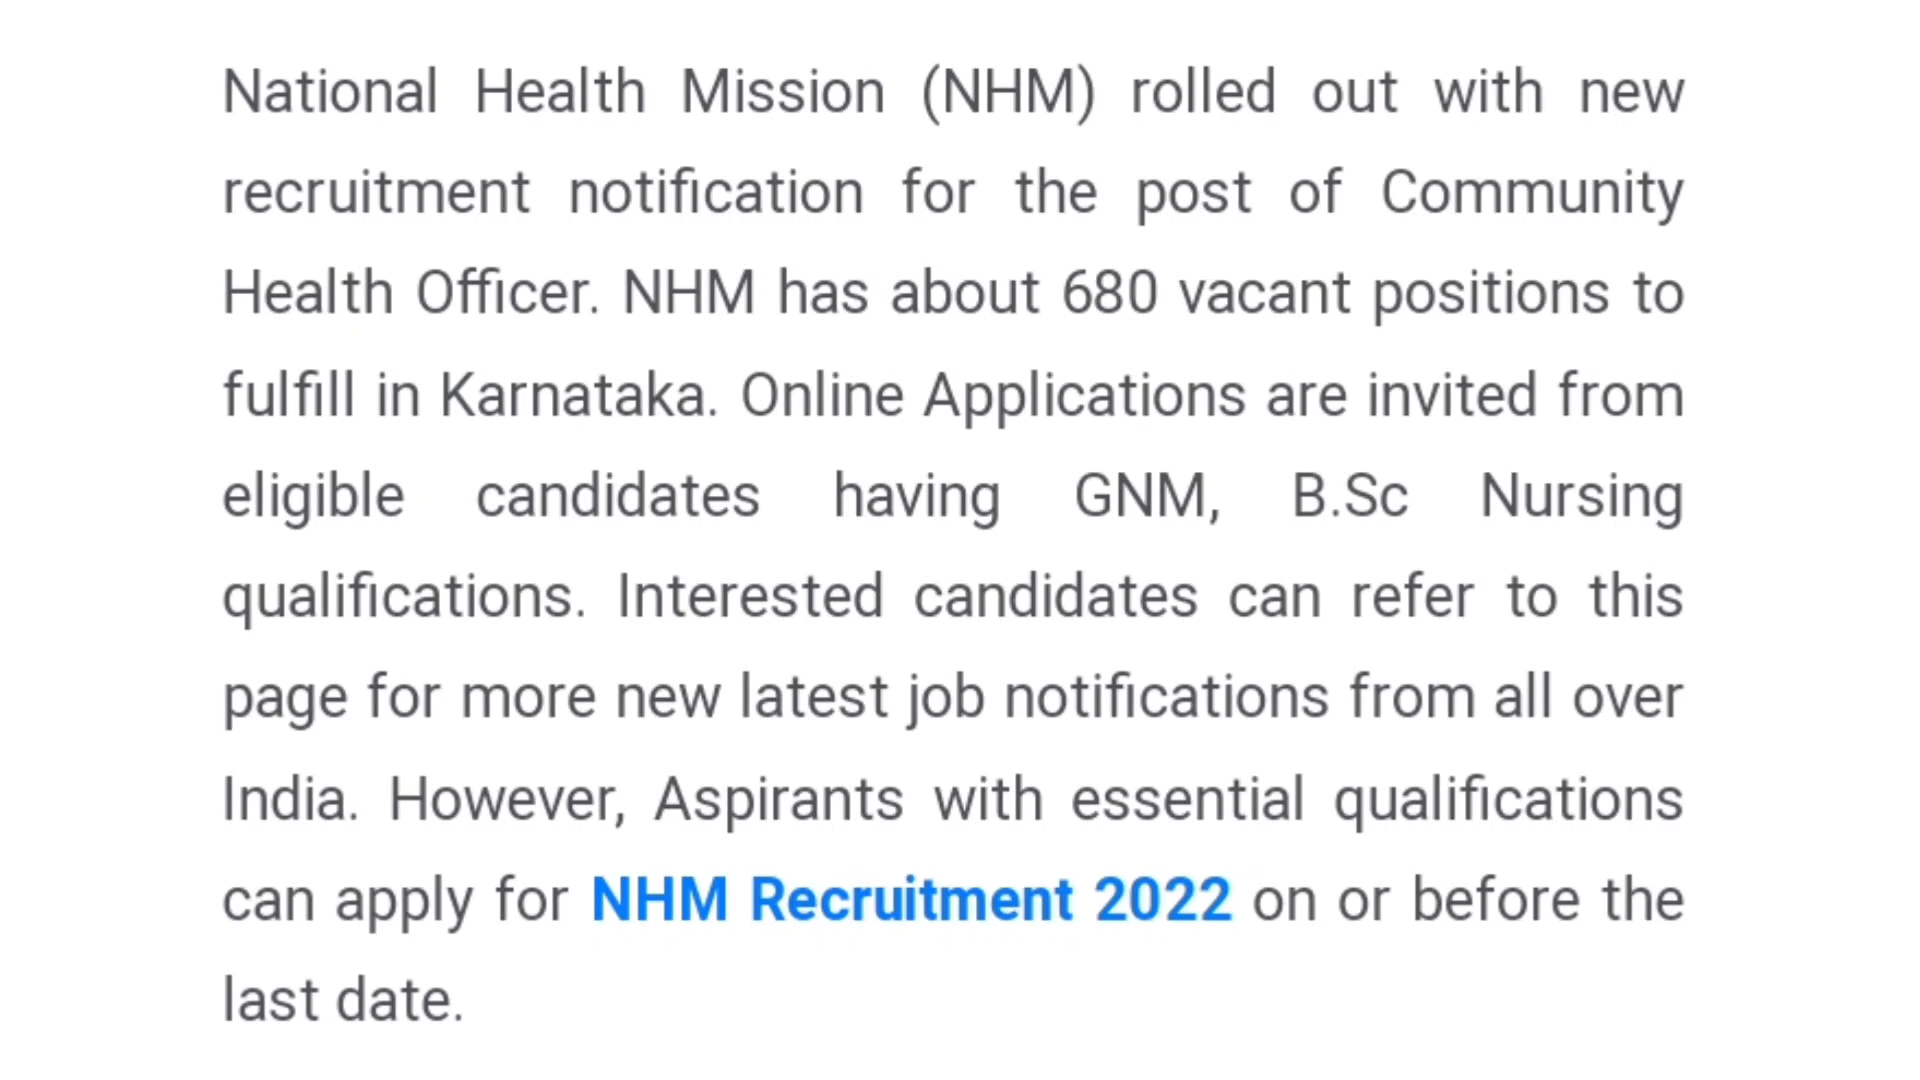 National Health Mission (NHM) rolled out with new
recruitment notification for the post of Community
Health Officer. NHM has about 680 vacant positions to
fulfill in Karnataka. Online Applications are invited from
eligible candidates having GNM, B.Sc Nursing
qualifications. Interested candidates can refer to this
page for more new latest job notifications from all over
India. However, Aspirants with essential qualifications
can apply for NHM Recruitment 2022 on or before the
last date.